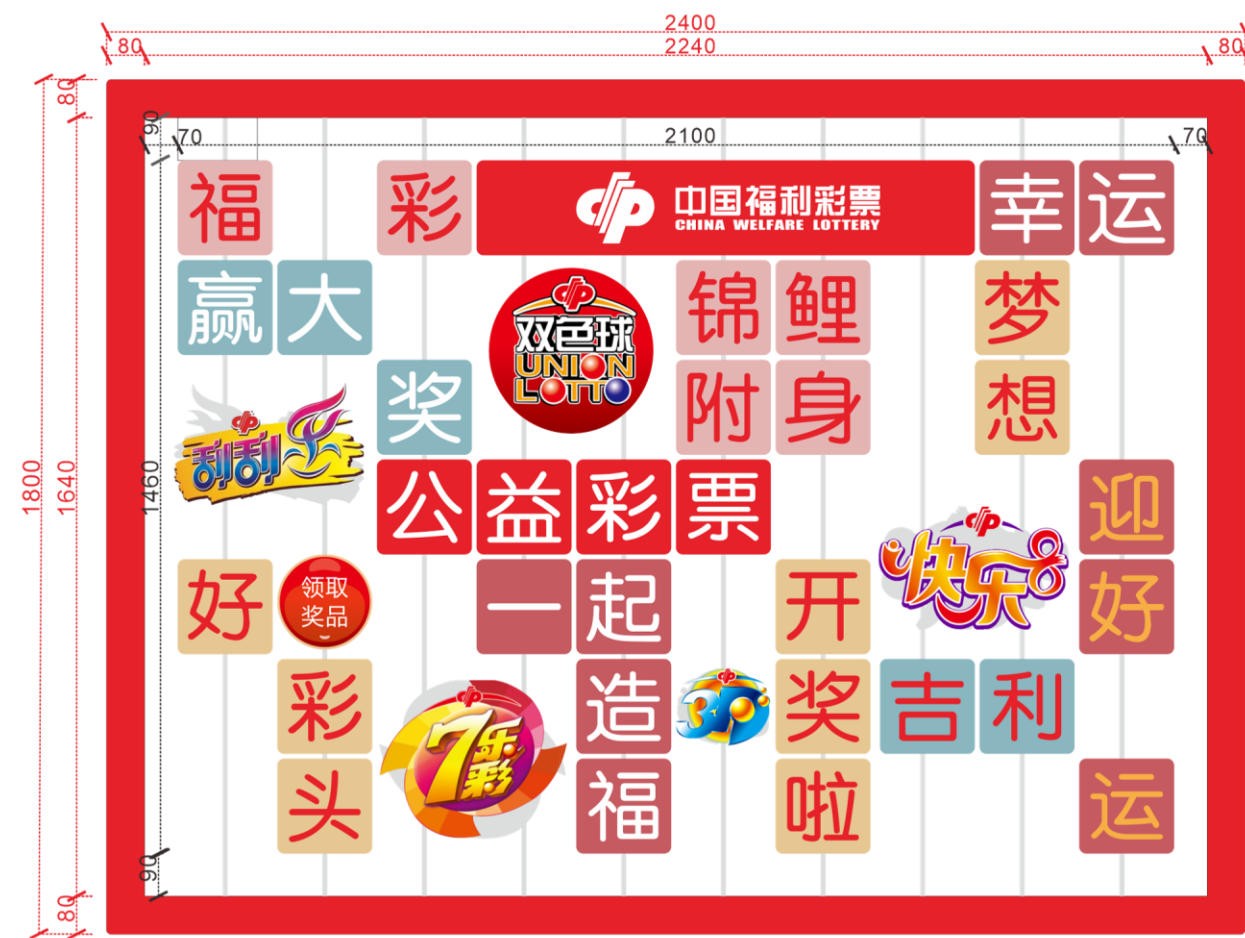 2400
80 2240 80
80
90
70 2100 70
福 彩 中国福利彩票 幸运
CHINA WELFARE LOTTERY
赢大 锦鲤 梦
双色球
UNION
LOTTO
奖 附身 想
刮刮乐
1800 1640 1460
公益彩票 迎
快乐8
好 领取 一起 开 好
奖品
彩 造 3D 奖吉利
7乐彩
头 福 啦 运
90
80